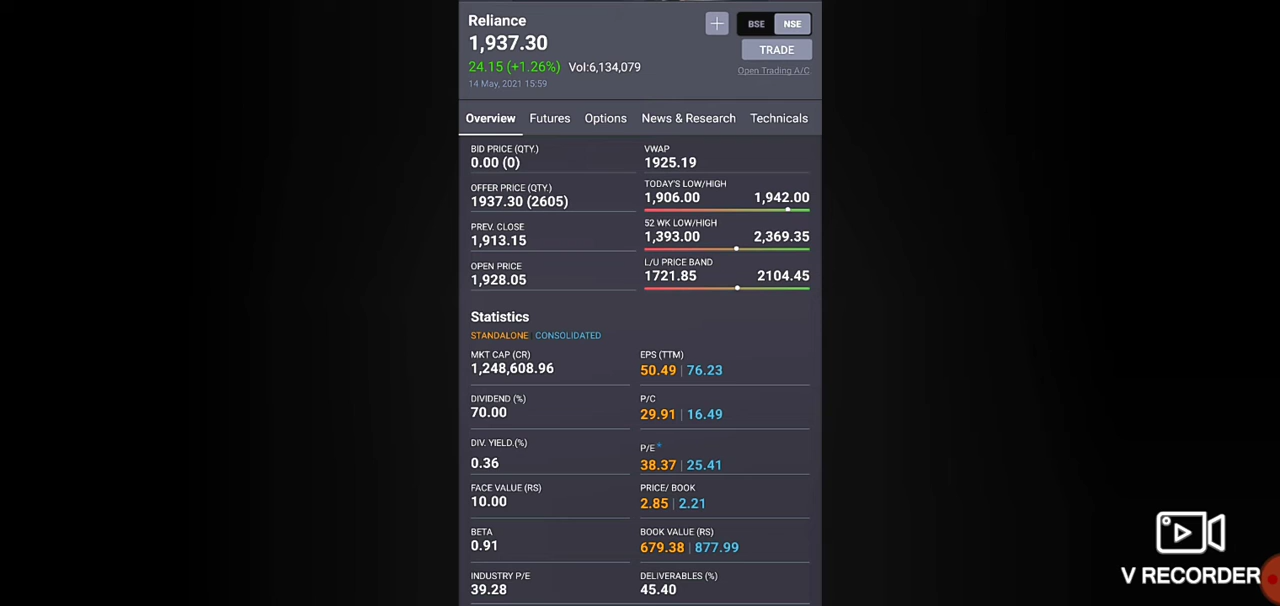 Reliance
1,937.30
24.15 (+1.26%) Vol:6,134,079
14 May, 2021 15:59
+
BSE NSE
TRADE
Open Trading A/C
Overview Futures Options News & Research Technicals
BID PRICE (QTY.)
0.00 (0)
VWAP
1925.19
OFFER PRICE (QTY.)
1937.30 (2605)
TODAY'S LOW/HIGH
1,906.00 1,942.00
PREV. CLOSE
1,913.15
52 WK LOW/HIGH
1,393.00 2,369.35
OPEN PRICE
1,928.05
L/U PRICE BAND
1721.85 2104.45
Statistics
STANDALONE CONSOLIDATED
MKT CAP (CR)
1,248,608.96
EPS (TTM)
50.49 | 76.23
DIVIDEND (%)
70.00
P/C
29.91 | 16.49
DIV. YIELD.(%)
0.36
P/E *
38.37 | 25.41
FACE VALUE (RS)
10.00
PRICE/ BOOK
2.85 | 2.21
BETA
0.91
BOOK VALUE (RS)
679.38 | 877.99
INDUSTRY P/E
39.28
DELIVERABLES (%)
45.40
V RECORDER